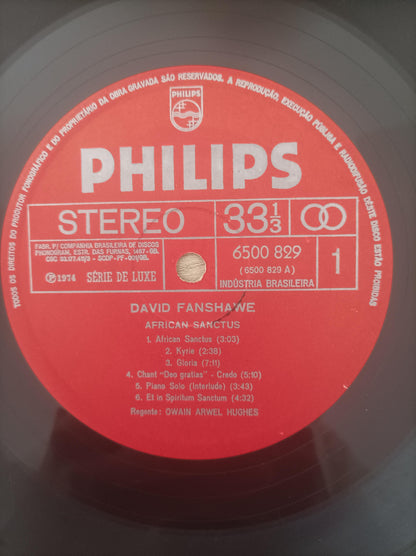 TODOS OS DIREITOS DO PRODUTOR FONOGRÁFICO E DO PROPRIETÁRIO DA OBRA GRAVADA SÃO RESERVADOS. A REPRODUÇÃO, EXECUÇÃO PÚBLICA E RADIODIFUSÃO DESTE DISCO ESTÃO PROIBIDAS
PHILIPS
PHILIPS
STEREO
33 1/3
FABR. P/ COMPANHIA BRASILEIRA DE DISCOS
PHONOGRAM, ESTR. DAS FURNAS, 1457-GB.
6500 829
(6500 829 A)
1
℗ 1974 SÉRIE DE LUXE
INDÚSTRIA BRASILEIRA
DAVID FANSHAWE
AFRICAN SANCTUS
1. African Sanctus (3:03)
2. Kyrie (2:38)
3. Gloria (7:11)
4. Chant "Deo gratias" - Credo (5:10)
5. Piano Solo (Interlude) (3:43)
6. Et in Spiritum Sanctum (4:32)
Regente: OWAIN ARWEL HUGHES